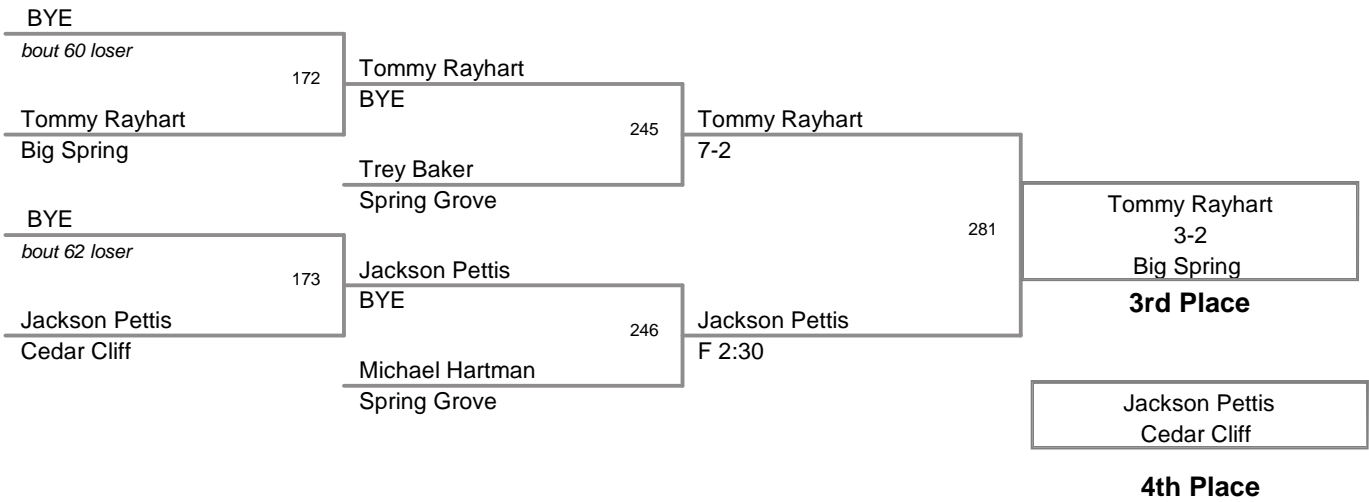 BYE
bout 60 loser
172
Tommy Rayhart
Big Spring
Tommy Rayhart
BYE
245
Trey Baker
Spring Grove
Tommy Rayhart
7-2
BYE
bout 62 loser
173
Jackson Pettis
Cedar Cliff
Jackson Pettis
BYE
246
Michael Hartman
Spring Grove
Jackson Pettis
F 2:30
281
Tommy Rayhart
3-2
Big Spring
3rd Place
Jackson Pettis
Cedar Cliff
4th Place